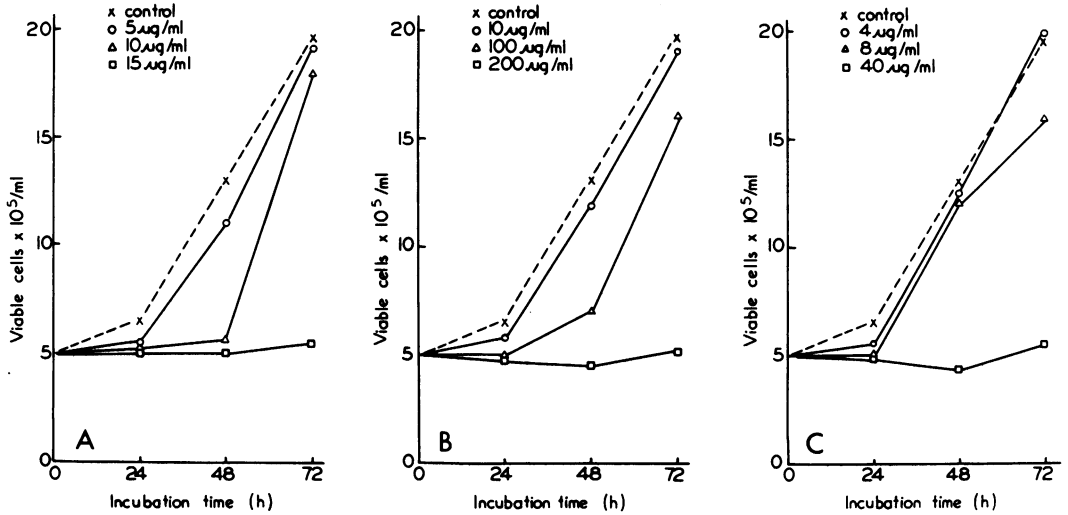 x control
o 5 µg/ml
△ 10 µg/ml
□ 15 µg/ml
20
15
10
5
0
Viable cells x 10⁵/ml
A
0 24 48 72
Incubation time (h)
x control
o 10 µg/ml
△ 100 µg/ml
□ 200 µg/ml
20
15
10
5
0
Viable cells x 10⁵/ml
B
0 24 48 72
Incubation time (h)
x control
o 4 µg/ml
△ 8 µg/ml
□ 40 µg/ml
20
15
10
5
0
Viable cells x 10⁵/ml
C
0 24 48 72
Incubation time (h)